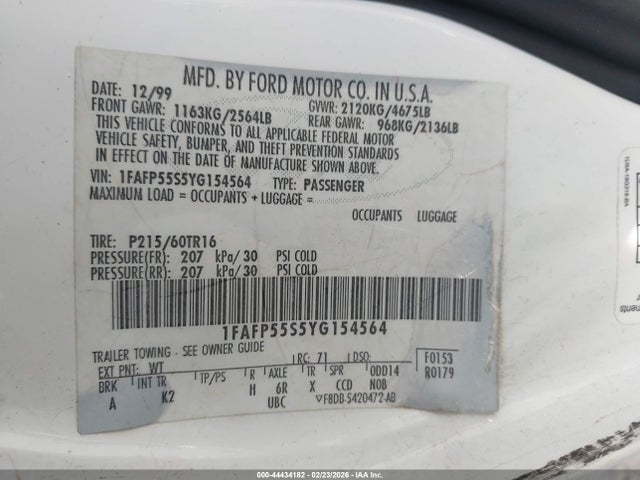 MFD. BY FORD MOTOR CO. IN U.S.A.
DATE: 12/99 GVWR: 2120KG/4675LB
FRONT GAWR: 1163KG/2564LB REAR GAWR: 968KG/2136LB
THIS VEHICLE CONFORMS TO ALL APPLICABLE FEDERAL MOTOR
VEHICLE SAFETY, BUMPER, AND THEFT PREVENTION STANDARDS
IN EFFECT ON THE DATE OF MANUFACTURE SHOWN ABOVE.
VIN: 1FAFP55S5YG154564 TYPE: PASSENGER
MAXIMUM LOAD = OCCUPANTS + LUGGAGE =
OCCUPANTS LUGGAGE
TIRE: P215/60TR16
PRESSURE(FR): 207 kPa/ 30 PSI COLD
PRESSURE(RR): 207 kPa/ 30 PSI COLD
1FAFP55S5YG154564
TRAILER TOWING - SEE OWNER GUIDE
EXT PNT: WT RC: 71 DSO: F0153
BRK INT TR TP/PS R AXLE TR SPR ODD14 R0179
A K2 H 6R X CCD NOB
UBC ▽F8DB-5420472-AB
000-44434182 - 02/23/2026 - IAAHOLDINGS, LLC.